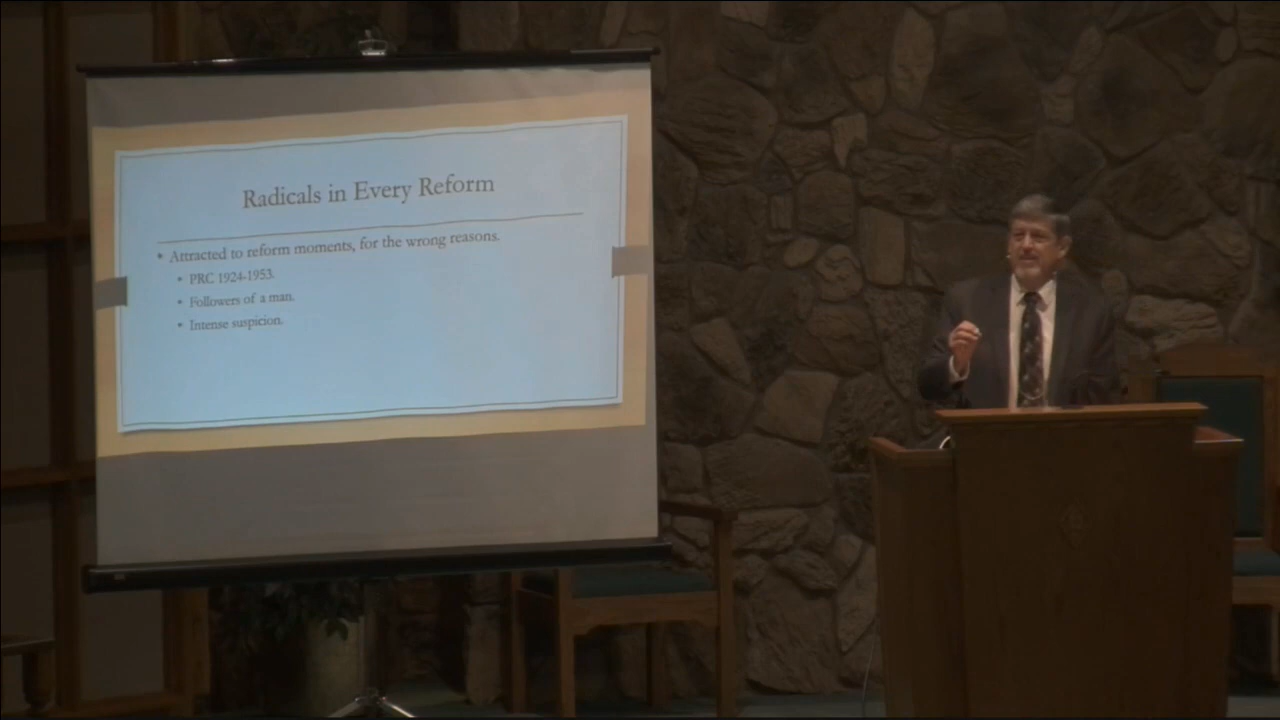 Radicals in Every Reform
• Attracted to reform moments, for the wrong reasons.
• PRC 1924-1953.
• Followers of a man.
• Intense suspicion.